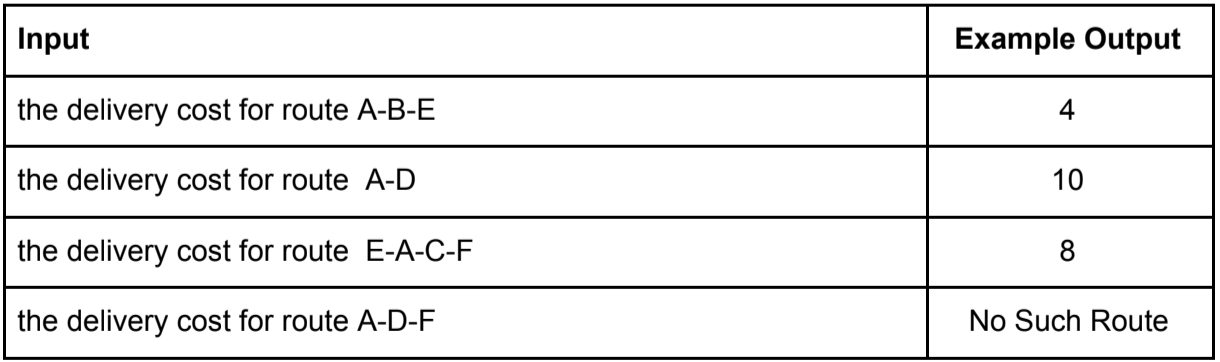 Input Example Output
the delivery cost for route A-B-E 4
the delivery cost for route A-D 10
the delivery cost for route E-A-C-F 8
the delivery cost for route A-D-F No Such Route